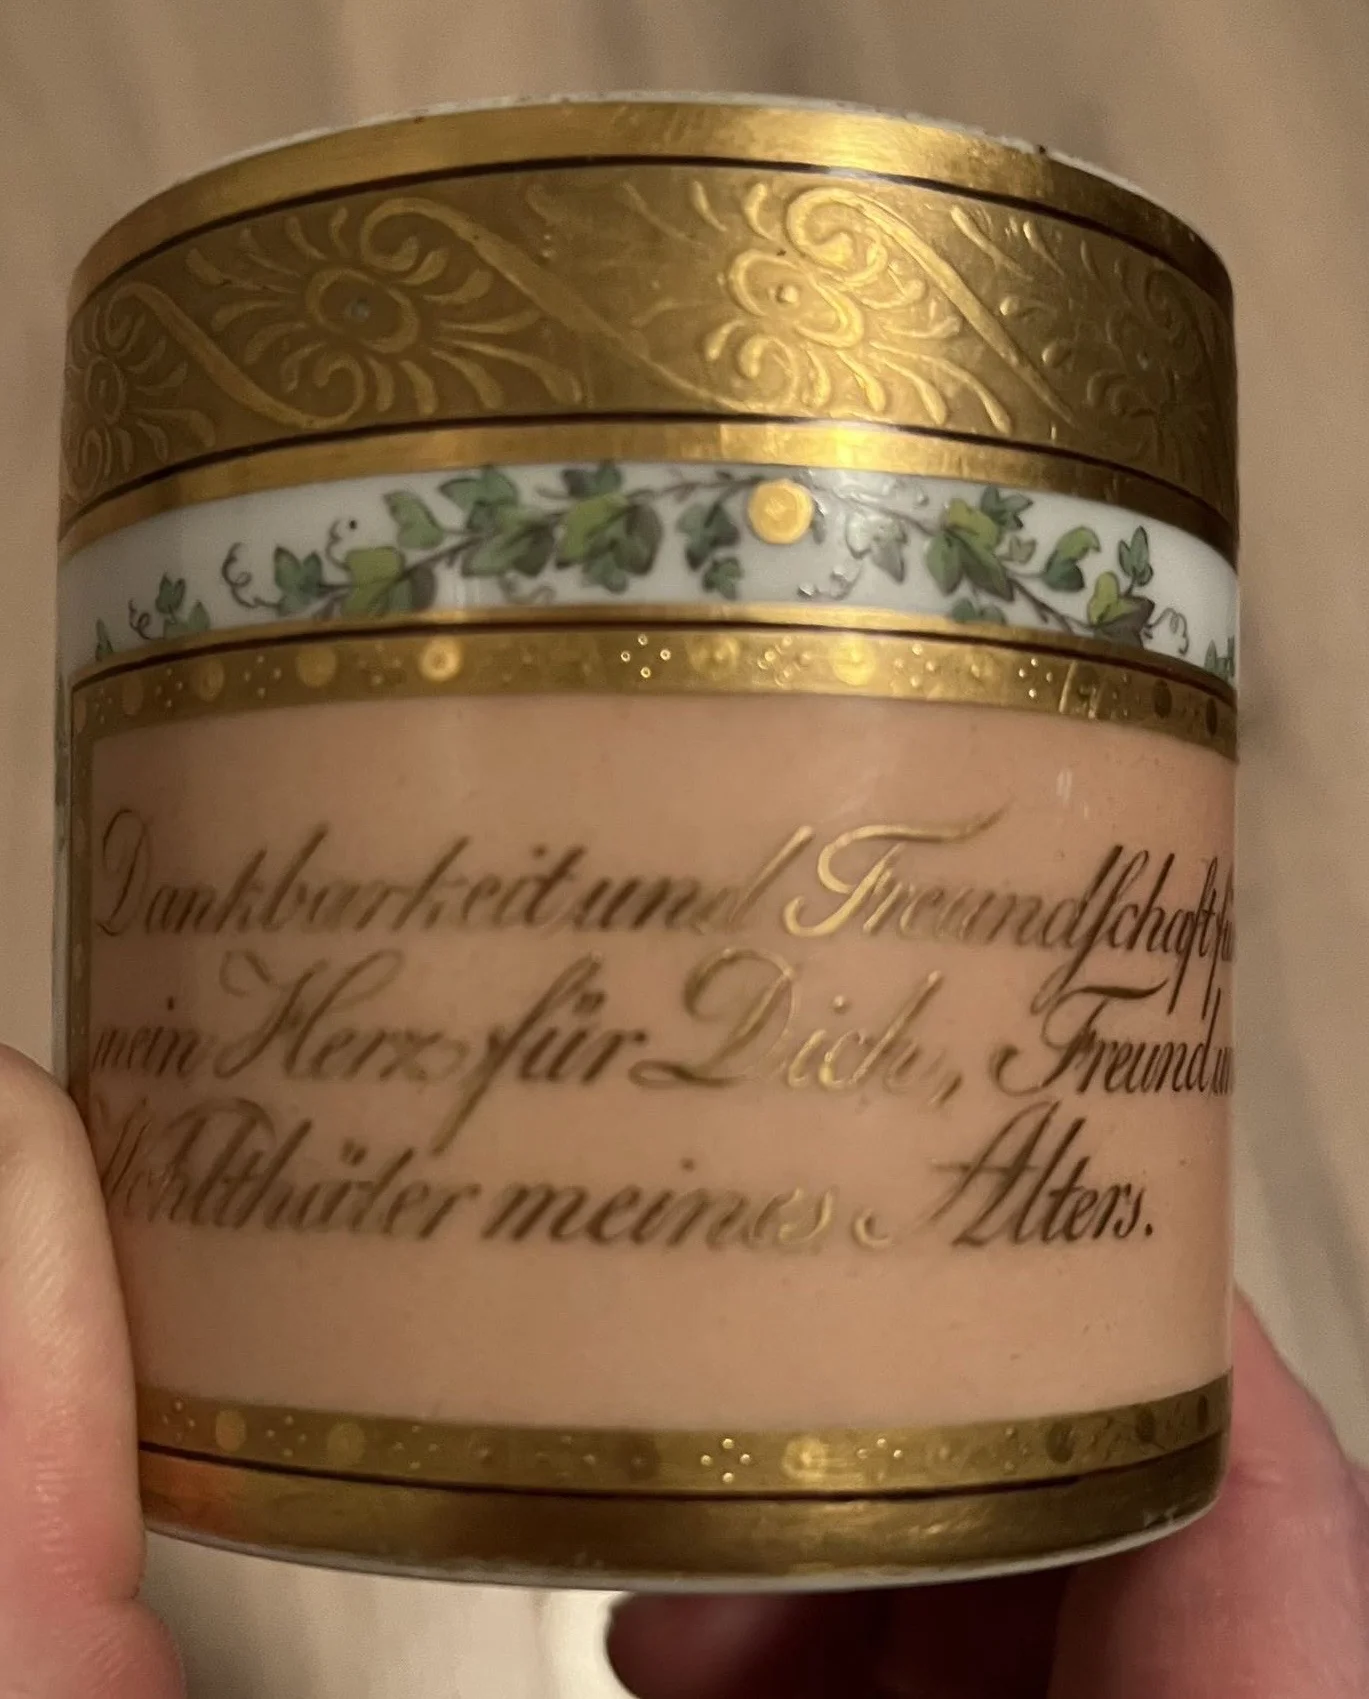 Dankbarkeit und Freundſchaft
mein Herz für Dich, Freund
Wohlthäter meines Alters.